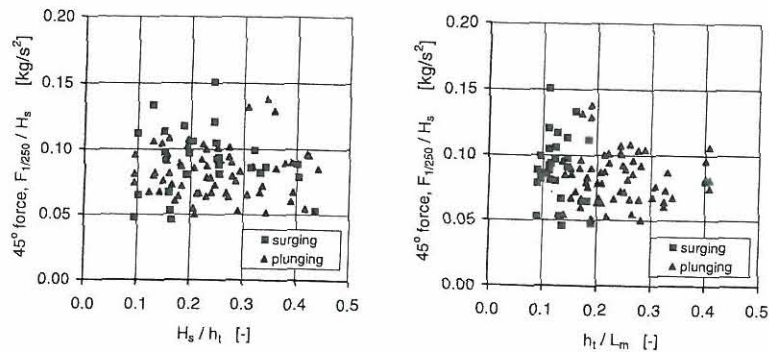 45° force, F1/250 / Hs [kg/s²]
0.20
0.15
0.10
0.05
0.00
surging
plunging
0.0 0.1 0.2 0.3 0.4 0.5
Hs / ht [-]
45° force, F1/250 / Hs [kg/s²]
0.20
0.15
0.10
0.05
0.00
surging
plunging
0.0 0.1 0.2 0.3 0.4 0.5
ht / Lm [-]